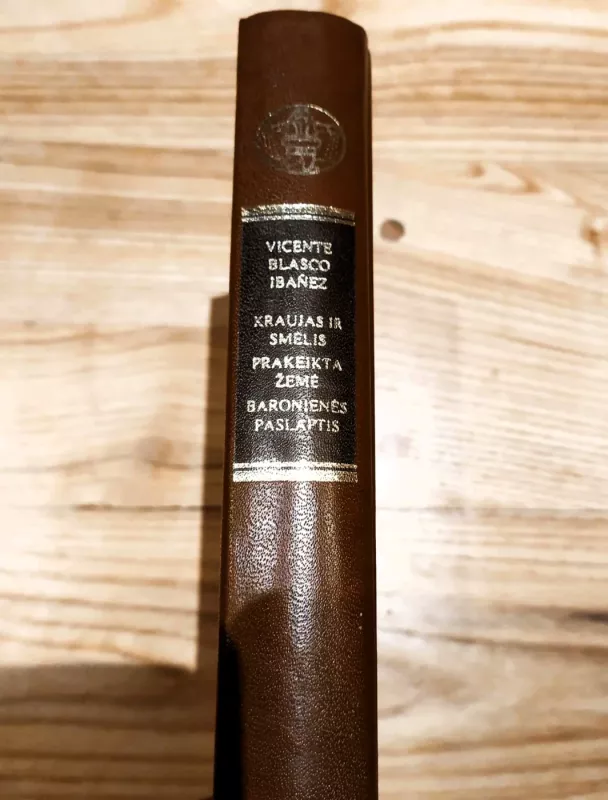 VICENTE
BLASCO
IBAÑEZ
KRAUJAS IR
SMĖLIS
PRAKEIKTA
ŽEMĖ
BARONIENĖS
PASLAPTIS